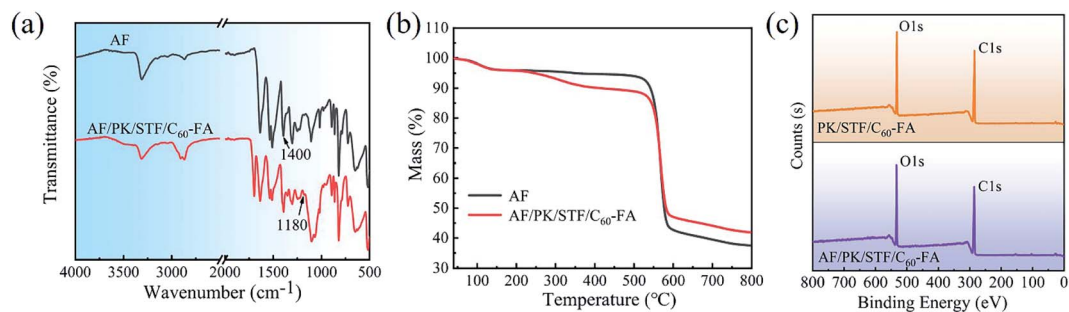 (a)
AF
AF/PK/STF/C₆₀-FA
1400
1180
Transmittance (%)
4000 3500 3000 2000 1500 1000 500
Wavenumber (cm⁻¹)
(b)
100
90
80
70
60
50
40
30
Mass (%)
AF
AF/PK/STF/C₆₀-FA
100 200 300 400 500 600 700 800
Temperature (℃)
(c)
O1s
C1s
PK/STF/C₆₀-FA
O1s
C1s
AF/PK/STF/C₆₀-FA
Counts (s)
800 700 600 500 400 300 200 100 0
Binding Energy (eV)